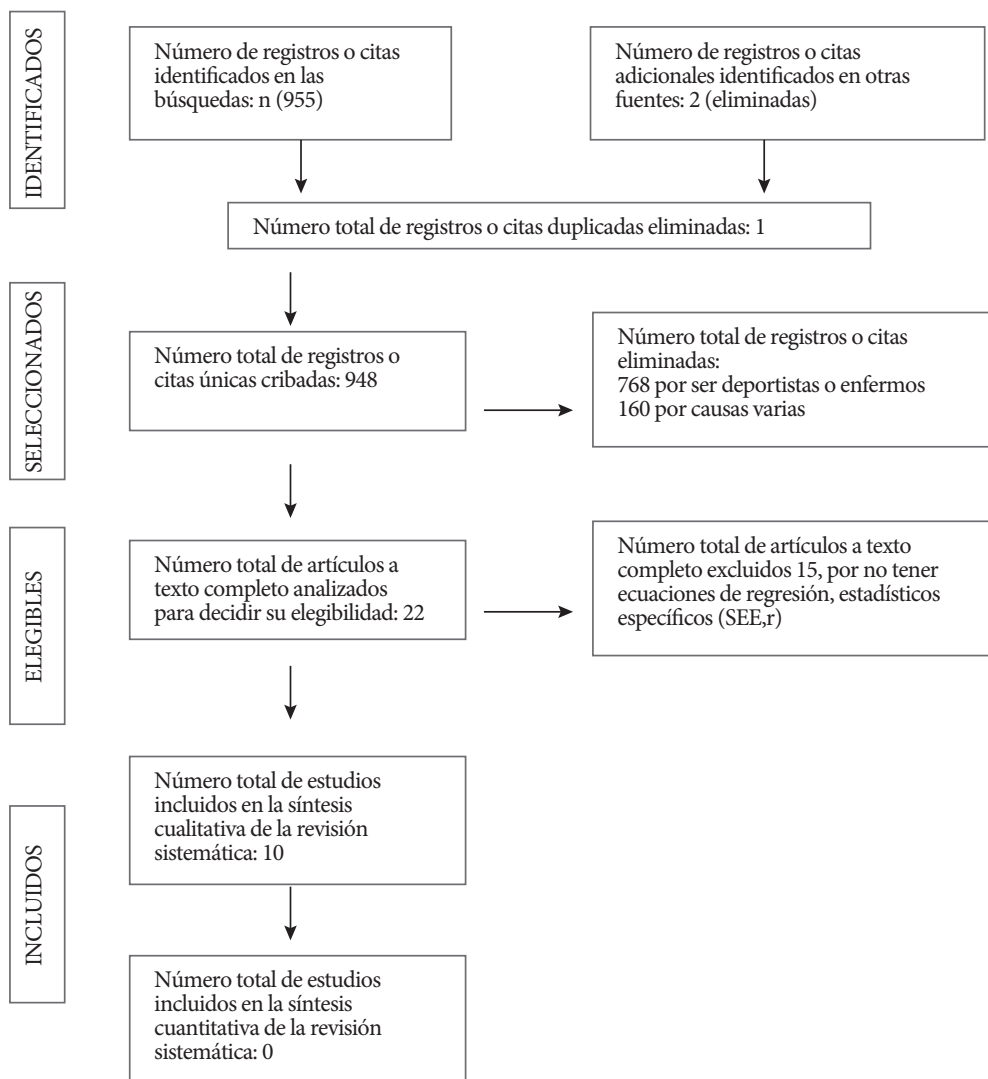 IDENTIFICADOS
Número de registros o citas
identificados en las
búsquedas: n (955)
Número de registros o citas
adicionales identificados en otras
fuentes: 2 (eliminadas)
Número total de registros o citas duplicadas eliminadas: 1
SELECCIONADOS
Número total de registros o
citas únicas cribadas: 948
Número total de registros o citas
eliminadas:
768 por ser deportistas o enfermos
160 por causas varias
ELEGIBLES
Número total de artículos a
texto completo analizados
para decidir su elegibilidad: 22
Número total de artículos a texto
completo excluidos 15, por no tener
ecuaciones de regresión, estadísticos
específicos (SEE,r)
INCLUIDOS
Número total de estudios
incluidos en la síntesis
cualitativa de la revisión
sistemática: 10
Número total de estudios
incluidos en la síntesis
cuantitativa de la revisión
sistemática: 0